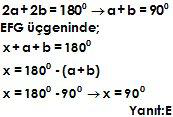 2a+2b=180⁰ → a+b=90⁰
EFG üçgeninde;
x+a+b=180⁰
x=180⁰-(a+b)
x=180⁰-90⁰ → x=90⁰
Yanıt:E